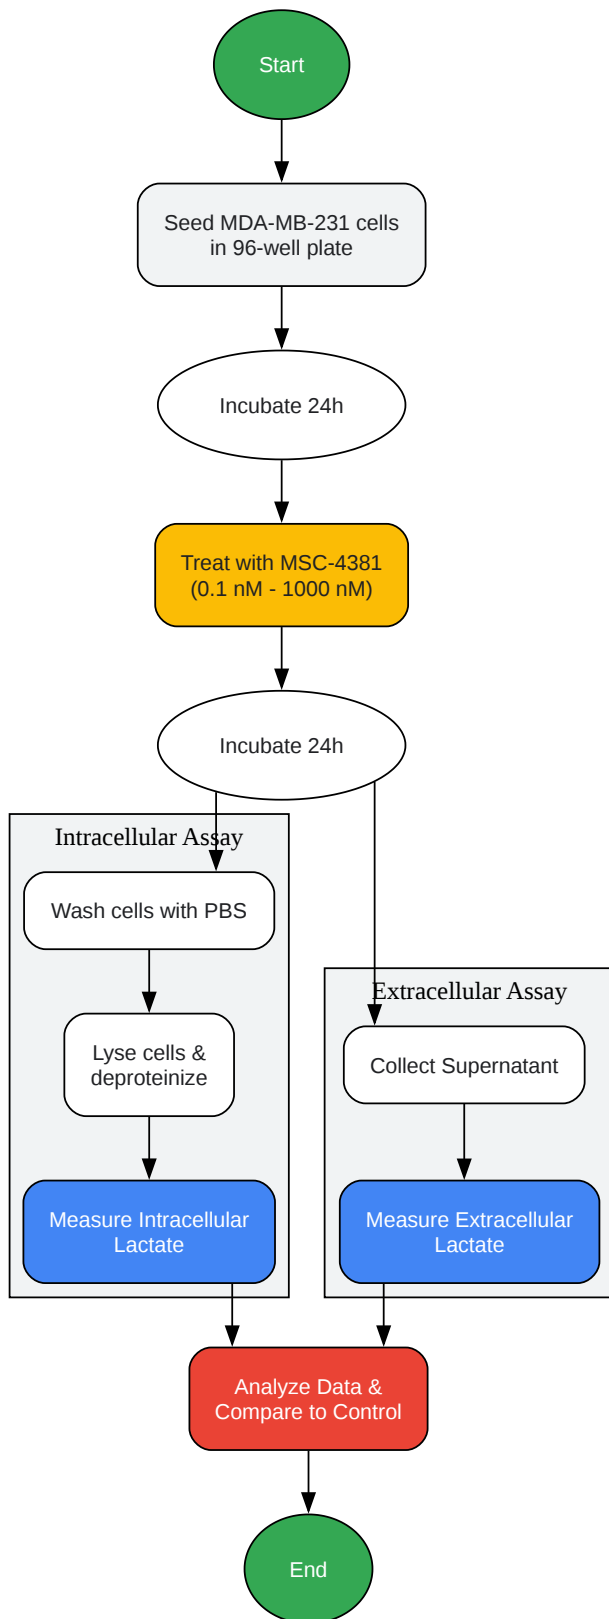 Start
Seed MDA-MB-231 cells
in 96-well plate
Incubate 24h
Treat with MSC-4381
(0.1 nM - 1000 nM)
Incubate 24h
Intracellular Assay
Wash cells with PBS
Lyse cells &
deproteinize
Measure Intracellular
Lactate
Extracellular Assay
Collect Supernatant
Measure Extracellular
Lactate
Analyze Data &
Compare to Control
End